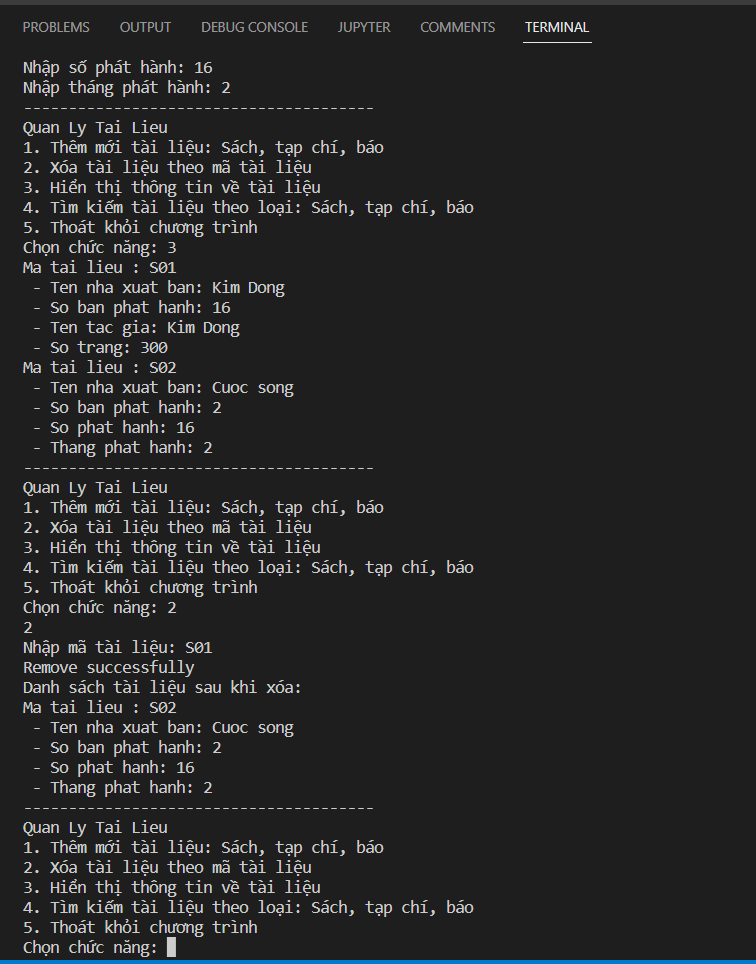 PROBLEMS OUTPUT DEBUG CONSOLE JUPYTER COMMENTS TERMINAL
Nhập số phát hành: 16
Nhập tháng phát hành: 2
---------------------------------------
Quan Ly Tai Lieu
1. Thêm mới tài liệu: Sách, tạp chí, báo
2. Xóa tài liệu theo mã tài liệu
3. Hiển thị thông tin về tài liệu
4. Tìm kiếm tài liệu theo loại: Sách, tạp chí, báo
5. Thoát khỏi chương trình
Chọn chức năng: 3
Ma tai lieu : S01
 - Ten nha xuat ban: Kim Dong
 - So ban phat hanh: 16
 - Ten tac gia: Kim Dong
 - So trang: 300
Ma tai lieu : S02
 - Ten nha xuat ban: Cuoc song
 - So ban phat hanh: 2
 - So phat hanh: 16
 - Thang phat hanh: 2
---------------------------------------
Quan Ly Tai Lieu
1. Thêm mới tài liệu: Sách, tạp chí, báo
2. Xóa tài liệu theo mã tài liệu
3. Hiển thị thông tin về tài liệu
4. Tìm kiếm tài liệu theo loại: Sách, tạp chí, báo
5. Thoát khỏi chương trình
Chọn chức năng: 2
2
Nhập mã tài liệu: S01
Remove successfully
Danh sách tài liệu sau khi xóa:
Ma tai lieu : S02
 - Ten nha xuat ban: Cuoc song
 - So ban phat hanh: 2
 - So phat hanh: 16
 - Thang phat hanh: 2
---------------------------------------
Quan Ly Tai Lieu
1. Thêm mới tài liệu: Sách, tạp chí, báo
2. Xóa tài liệu theo mã tài liệu
3. Hiển thị thông tin về tài liệu
4. Tìm kiếm tài liệu theo loại: Sách, tạp chí, báo
5. Thoát khỏi chương trình
Chọn chức năng: